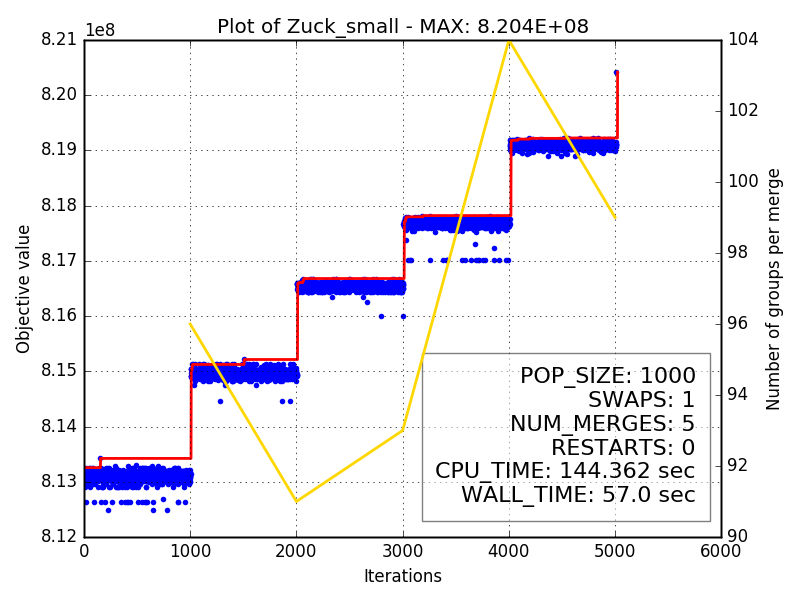 Plot of Zuck_small - MAX: 8.204E+08
1e8
8.21
8.20
8.19
8.18
8.17
8.16
8.15
8.14
8.13
8.12
Objective value
104
102
100
98
96
94
92
90
Number of groups per merge
POP_SIZE: 1000
SWAPS: 1
NUM_MERGES: 5
RESTARTS: 0
CPU_TIME: 144.362 sec
WALL_TIME: 57.0 sec
0 1000 2000 3000 4000 5000 6000
Iterations